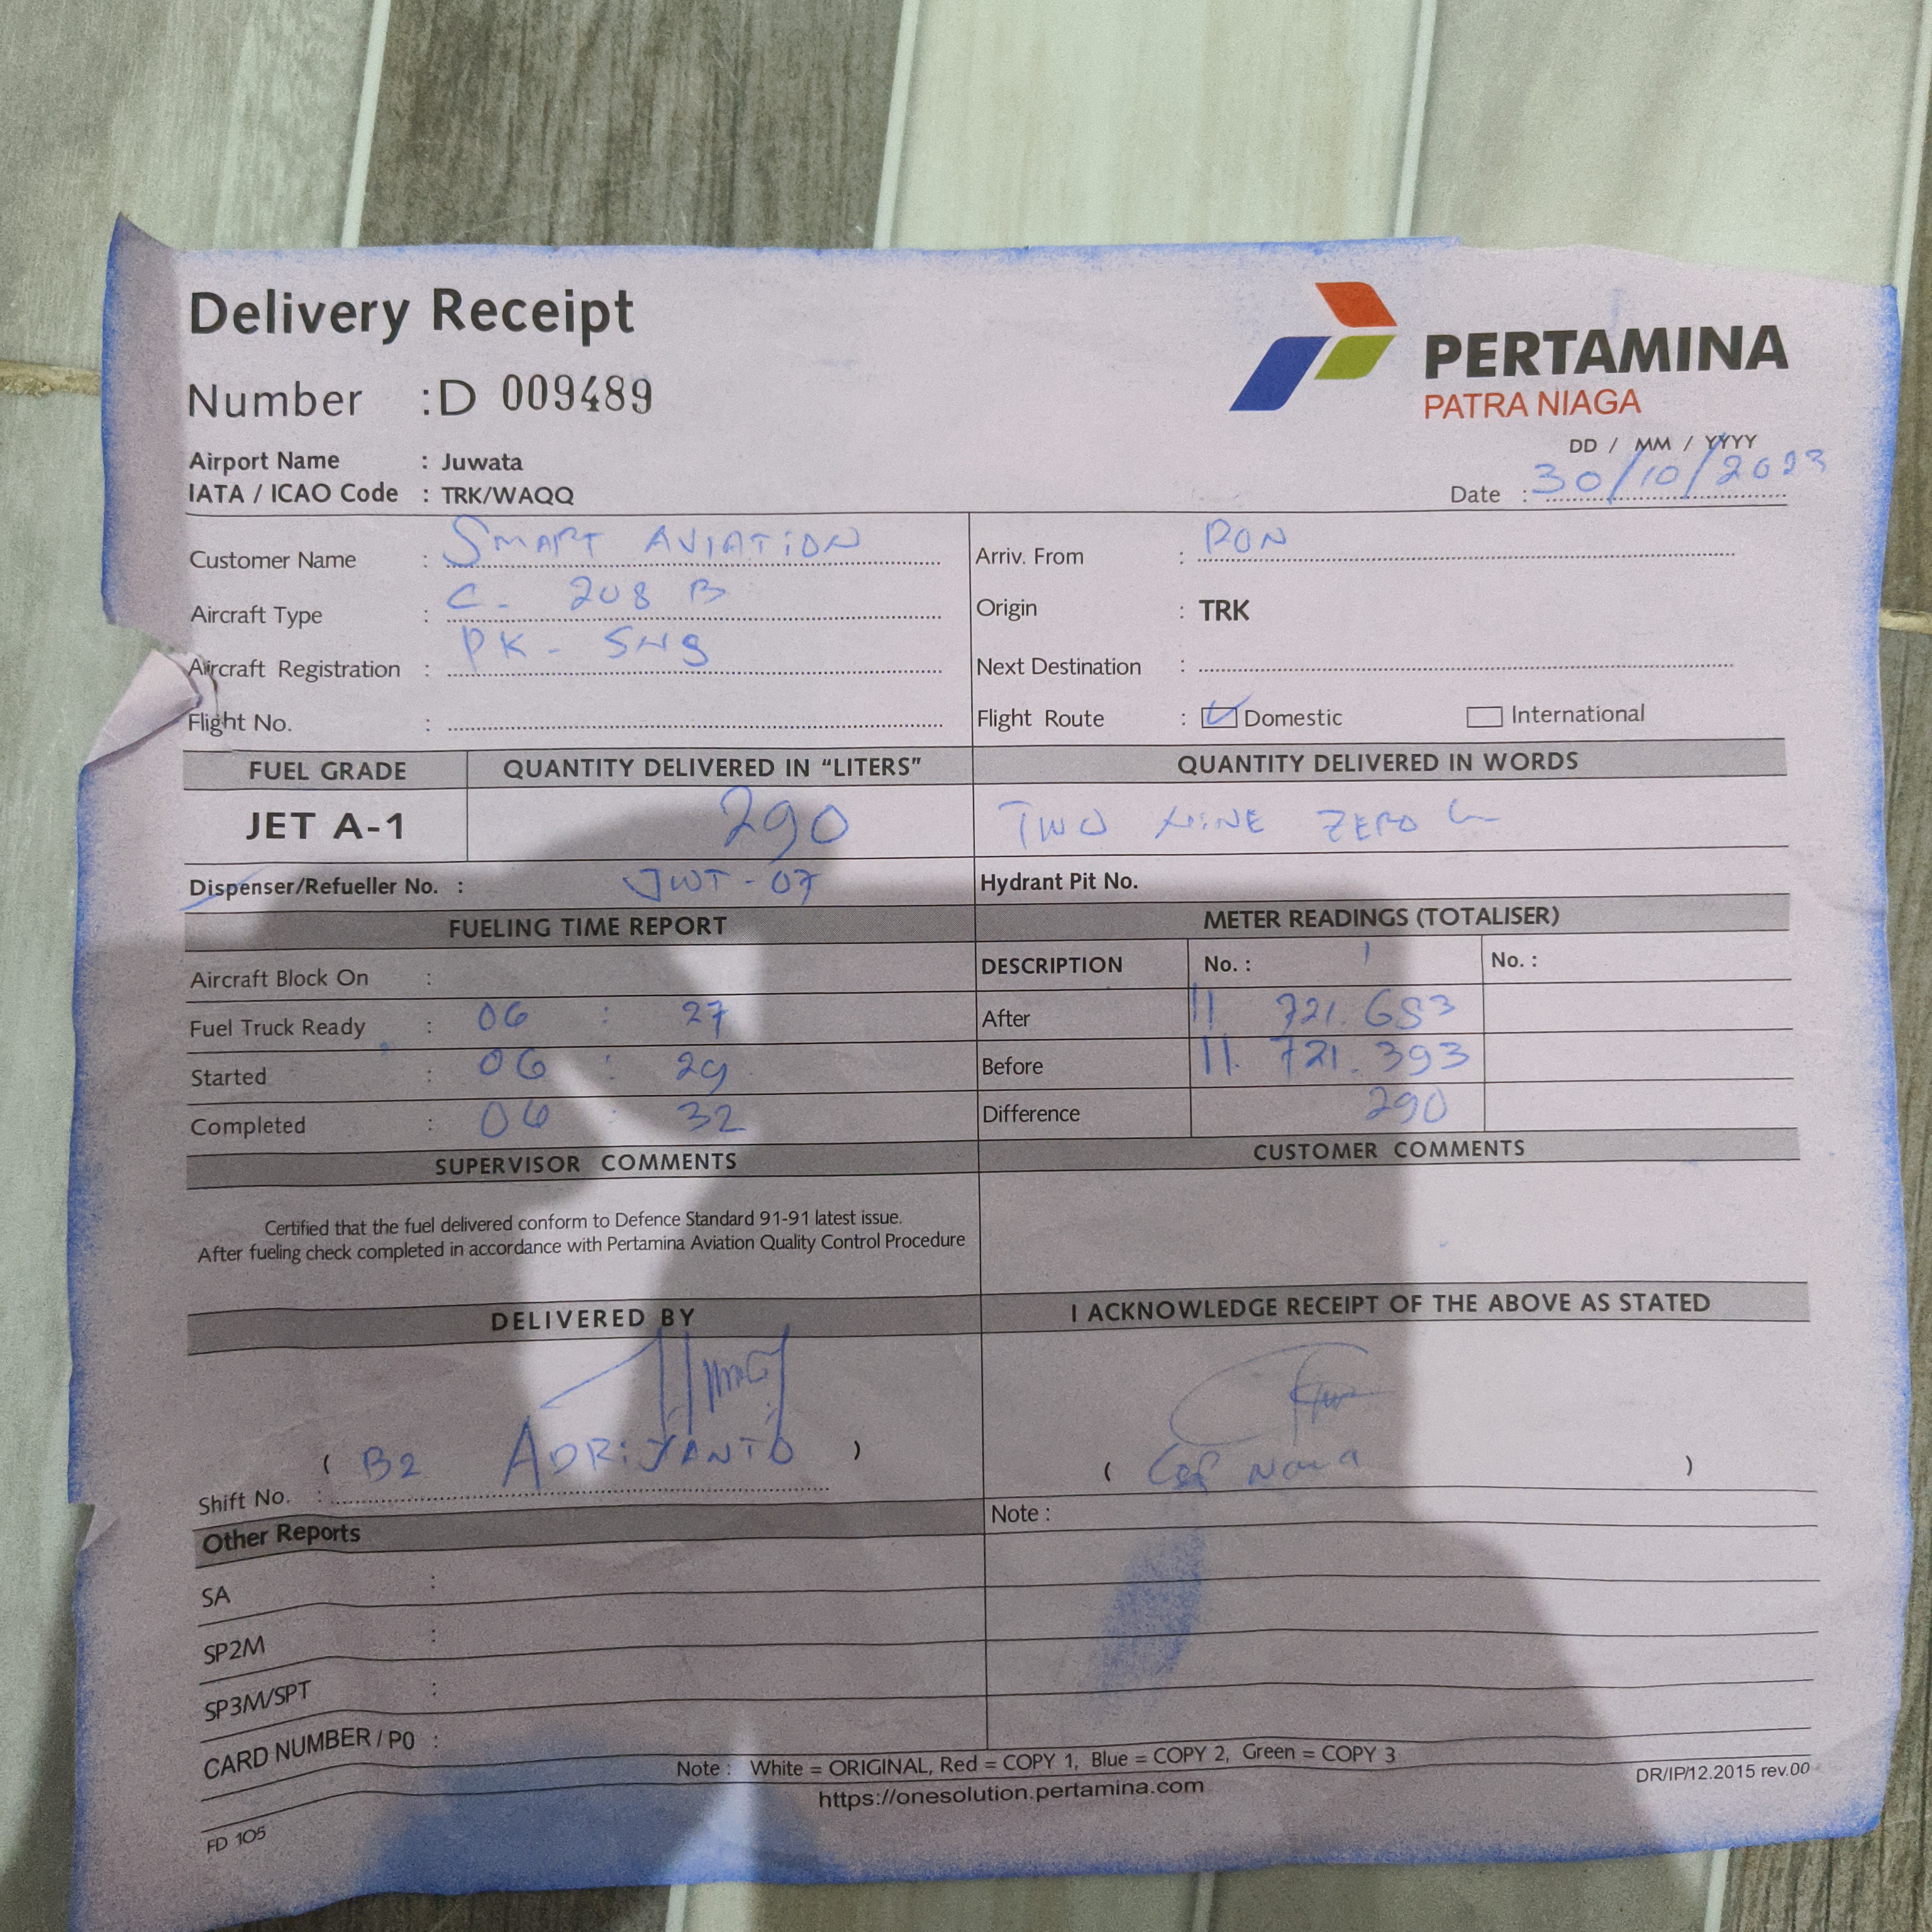 Delivery Receipt
Number : D 009489
PERTAMINA
PATRA NIAGA
Airport Name : Juwata
IATA / ICAO Code : TRK/WAQQ
DD / MM / YYYY
Date : 30/10/2023
Customer Name : SMART AVIATION
Aircraft Type : C - 208 B
Aircraft Registration : PK - SNS
Flight No. :
Arriv. From : RON
Origin : TRK
Next Destination :
Flight Route : Domestic International
FUEL GRADE QUANTITY DELIVERED IN “LITERS” QUANTITY DELIVERED IN WORDS
JET A-1 290 TWO NINE ZERO
Dispenser/Refueller No. : JWT - 07 Hydrant Pit No.
FUELING TIME REPORT
Aircraft Block On :
Fuel Truck Ready : 06 : 27
Started : 06 : 29
Completed : 06 : 32
METER READINGS (TOTALISER)
DESCRIPTION No. : 1 No. :
After 11 721.683
Before 11.721.393
Difference 290
SUPERVISOR COMMENTS
Certified that the fuel delivered conform to Defence Standard 91-91 latest issue.
After fueling check completed in accordance with Pertamina Aviation Quality Control Procedure
CUSTOMER COMMENTS
DELIVERED BY
( B2 ADRIYANTO )
Shift No. :
I ACKNOWLEDGE RECEIPT OF THE ABOVE AS STATED
( )
Other Reports
SA :
SP2M :
SP3M/SPT :
CARD NUMBER / P0 :
Note :
Note : White = ORIGINAL, Red = COPY 1, Blue = COPY 2, Green = COPY 3
https://onesolution.pertamina.com
DR/IP/12.2015 rev.00
FD 105